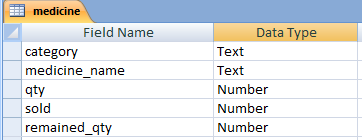 medicine
Field Name Data Type
category Text
medicine_name Text
qty Number
sold Number
remained_qty Number